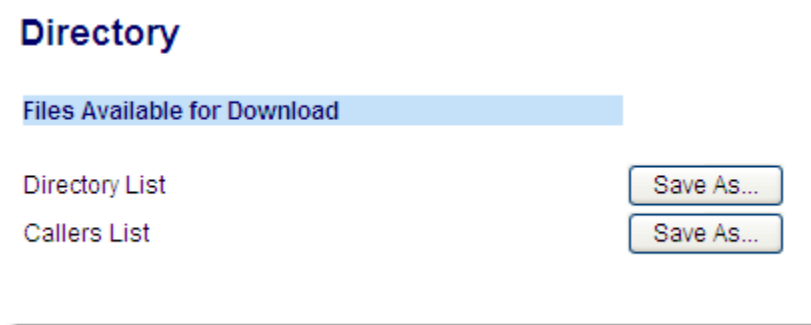 Directory
Files Available for Download
Directory List Save As...
Callers List Save As...